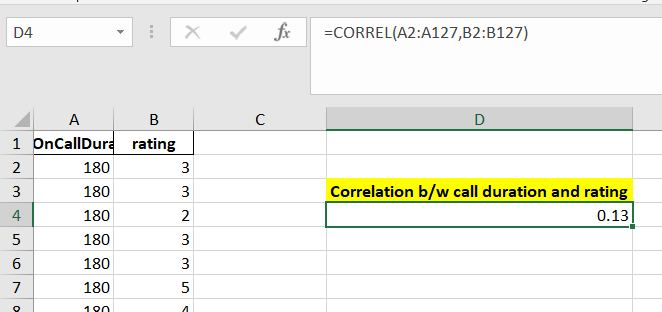 D4 fx =CORREL(A2:A127,B2:B127)
A B C D
1 OnCallDura rating
2 180 3
3 180 3 Correlation b/w call duration and rating
4 180 2 0.13
5 180 3
6 180 3
7 180 5
8 180 4